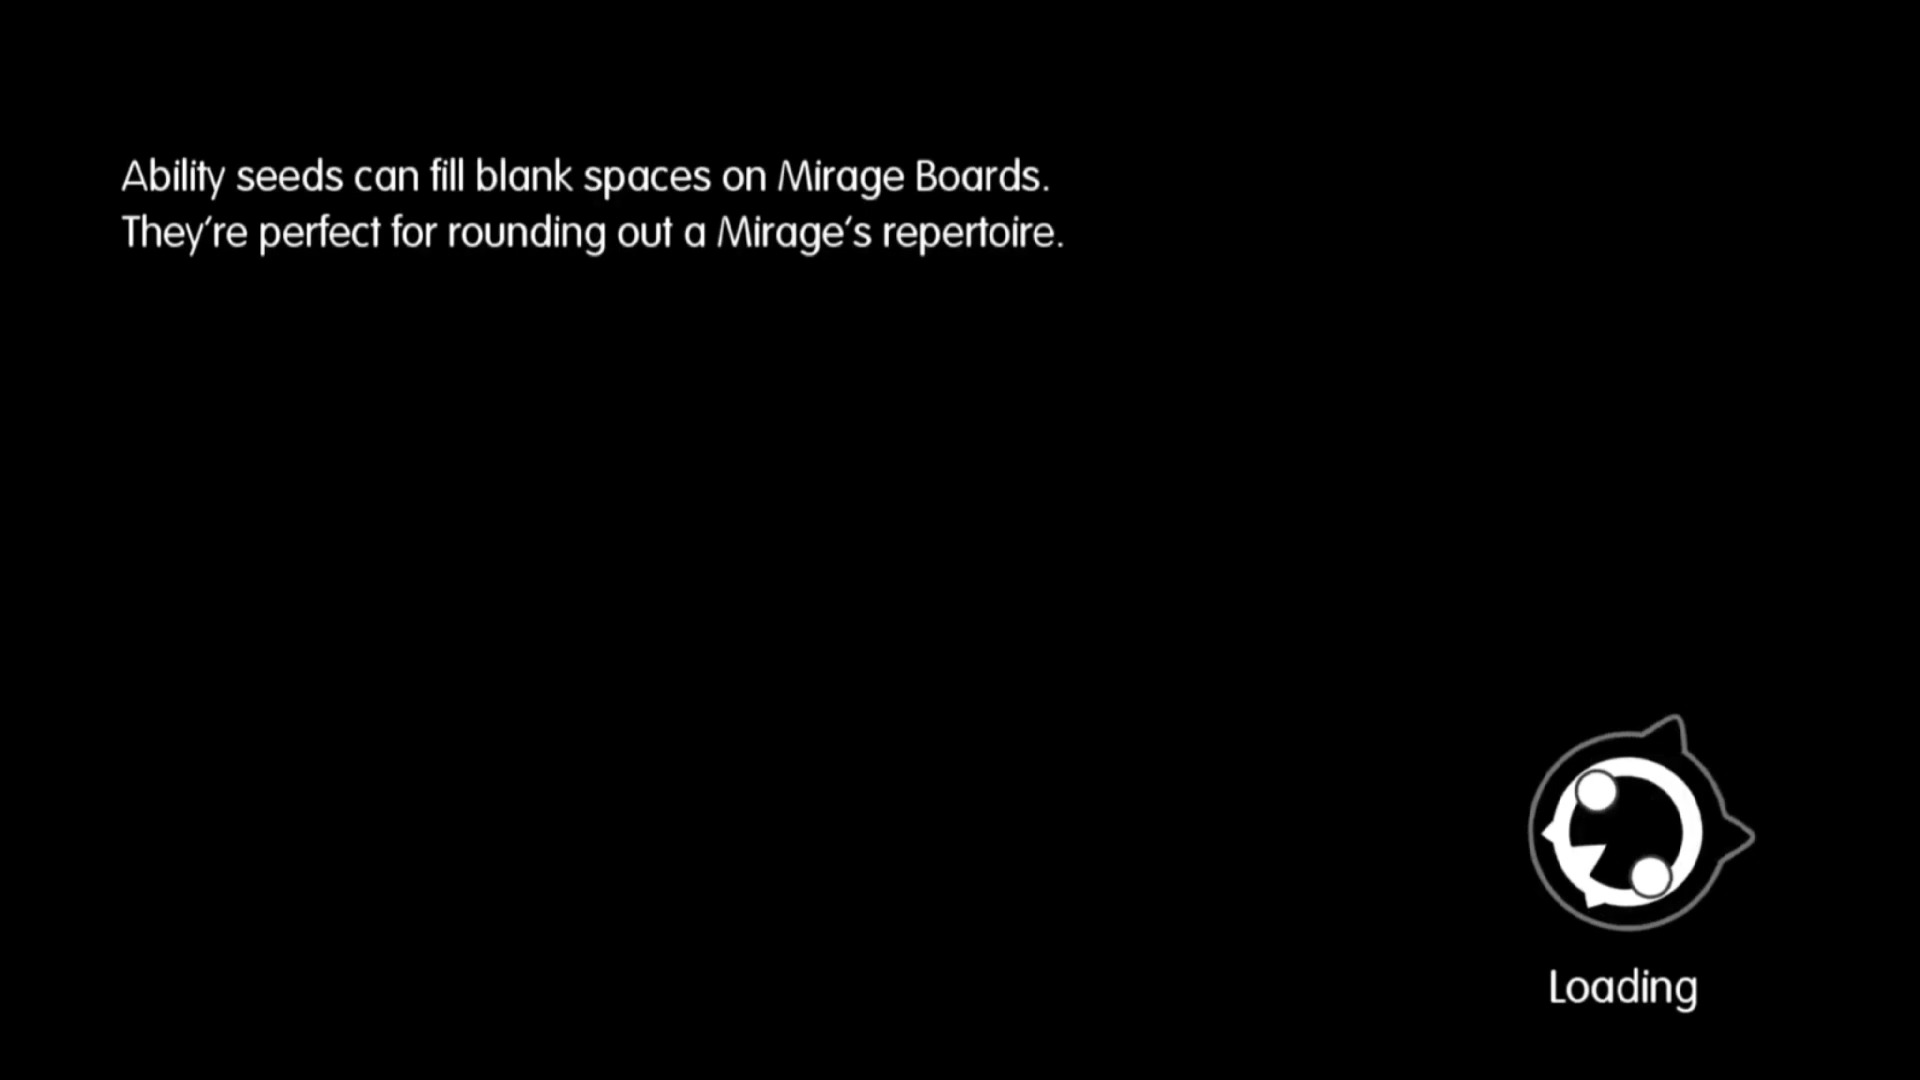 Ability seeds can fill blank spaces on Mirage Boards.
They're perfect for rounding out a Mirage's repertoire.
Loading